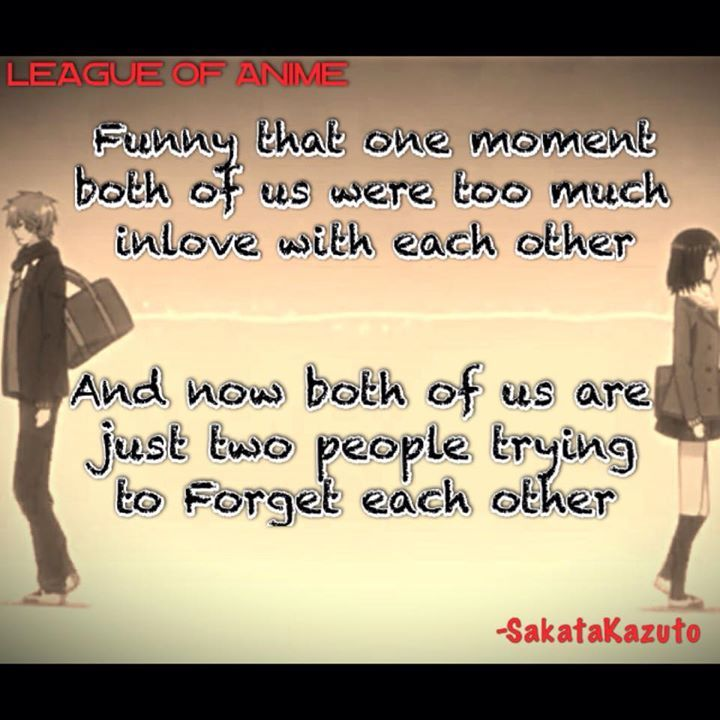 LEAGUE OF ANIME
Funny that one moment
both of us were too much
inlove with each other
And now both of us are
just two people trying
to Forget each other
-SakataKazuto